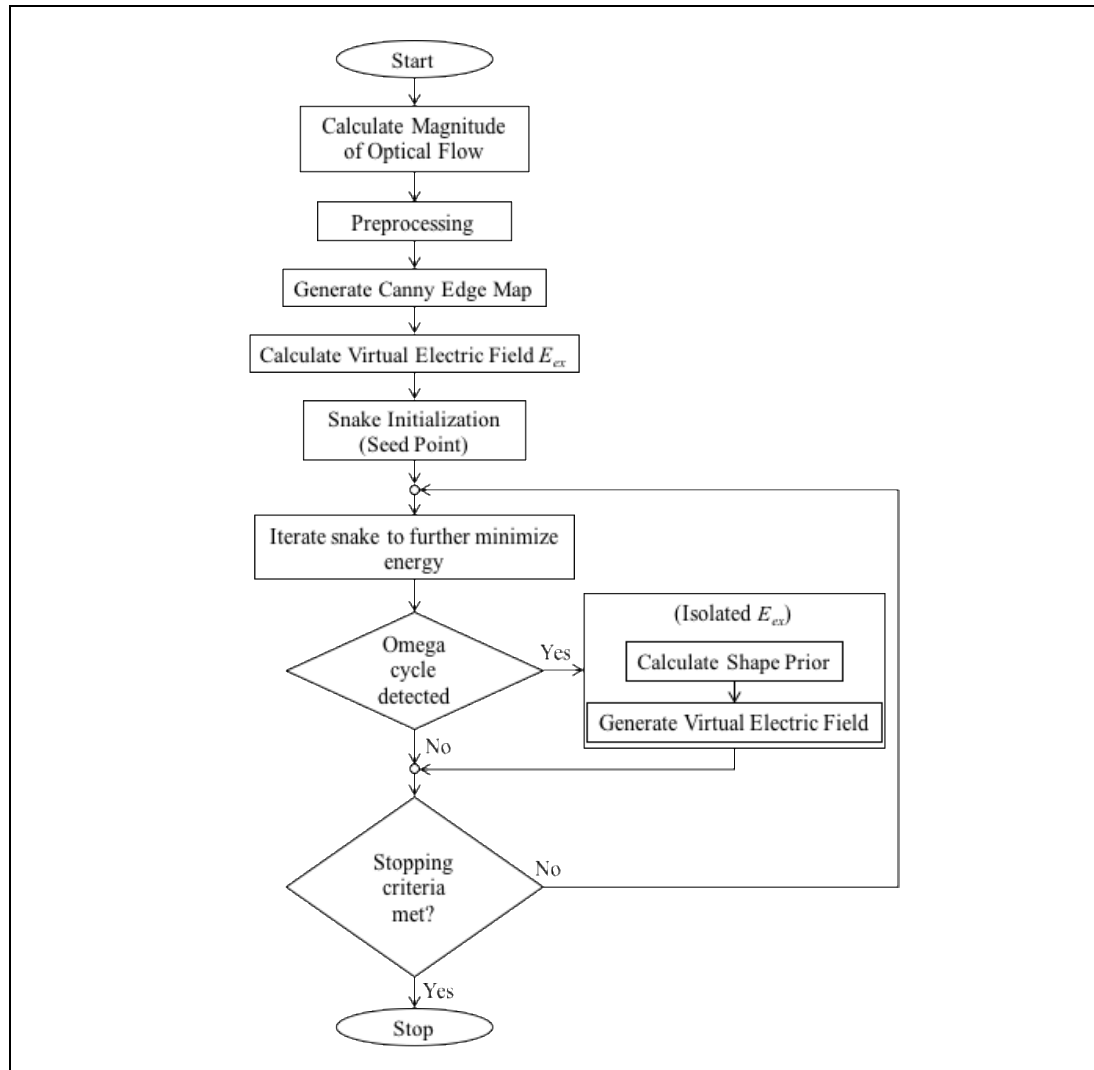 Start
Calculate Magnitude
of Optical Flow
Preprocessing
Generate Canny Edge Map
Calculate Virtual Electric Field E_ex
Snake Initialization
(Seed Point)
Iterate snake to further minimize
energy
Omega
cycle
detected
Yes
No
(Isolated E_ex)
Calculate Shape Prior
Generate Virtual Electric Field
Stopping
criteria
met?
No
Yes
Stop